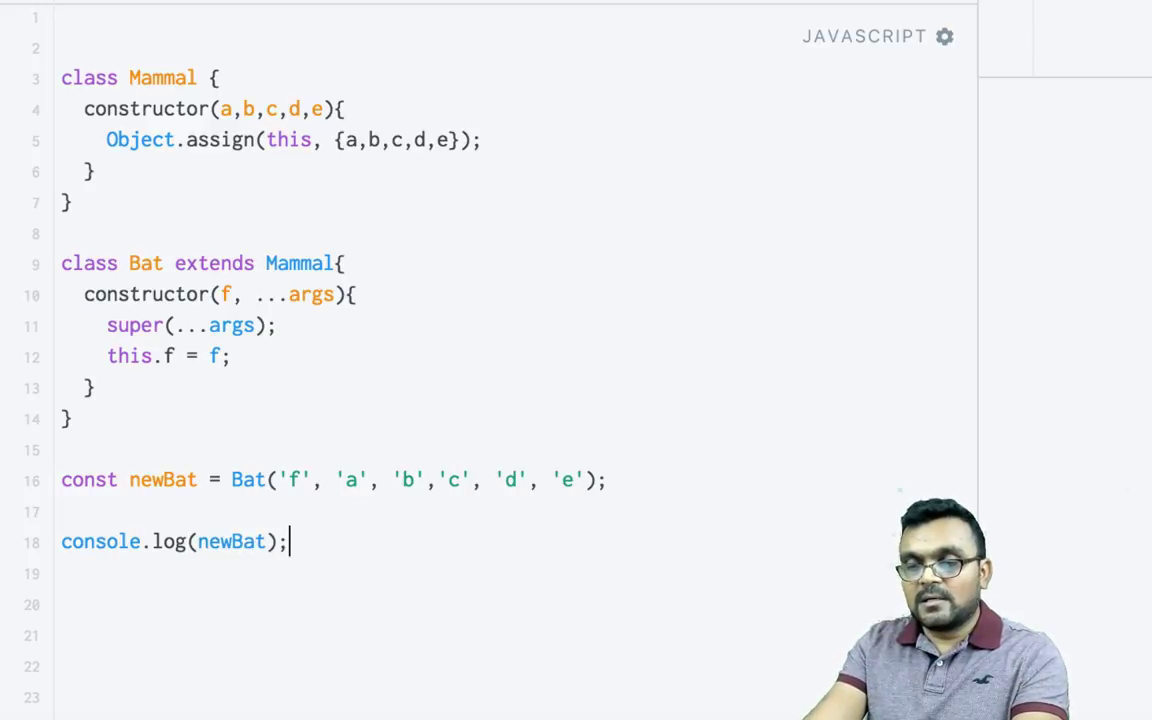 JAVASCRIPT
1
2
3 class Mammal {
4 constructor(a,b,c,d,e){
5 Object.assign(this, {a,b,c,d,e});
6 }
7 }
8
9 class Bat extends Mammal{
10 constructor(f, ...args){
11 super(...args);
12 this.f = f;
13 }
14 }
15
16 const newBat = Bat('f', 'a', 'b','c', 'd', 'e');
17
18 console.log(newBat);
19
20
21
22
23